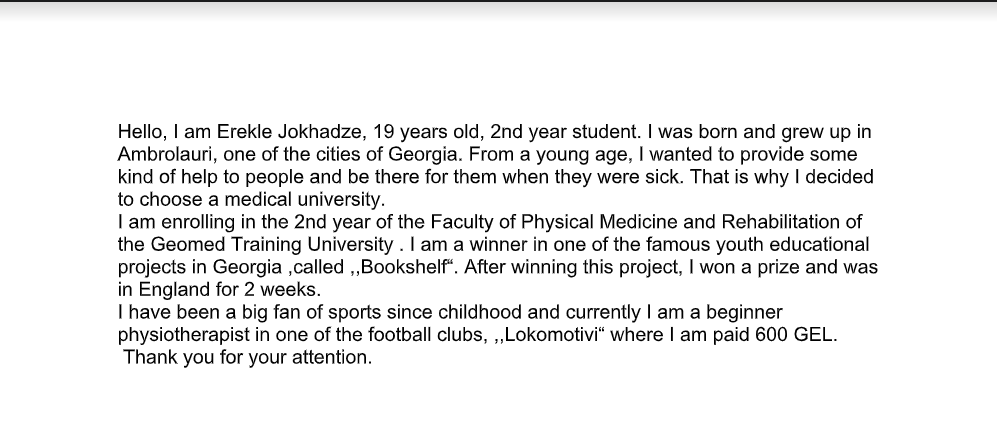 Hello, I am Erekle Jokhadze, 19 years old, 2nd year student. I was born and grew up in
Ambrolauri, one of the cities of Georgia. From a young age, I wanted to provide some
kind of help to people and be there for them when they were sick. That is why I decided
to choose a medical university.
I am enrolling in the 2nd year of the Faculty of Physical Medicine and Rehabilitation of
the Geomed Training University . I am a winner in one of the famous youth educational
projects in Georgia ,called ,,Bookshelf“. After winning this project, I won a prize and was
in England for 2 weeks.
I have been a big fan of sports since childhood and currently I am a beginner
physiotherapist in one of the football clubs, ,,Lokomotivi“ where I am paid 600 GEL.
Thank you for your attention.